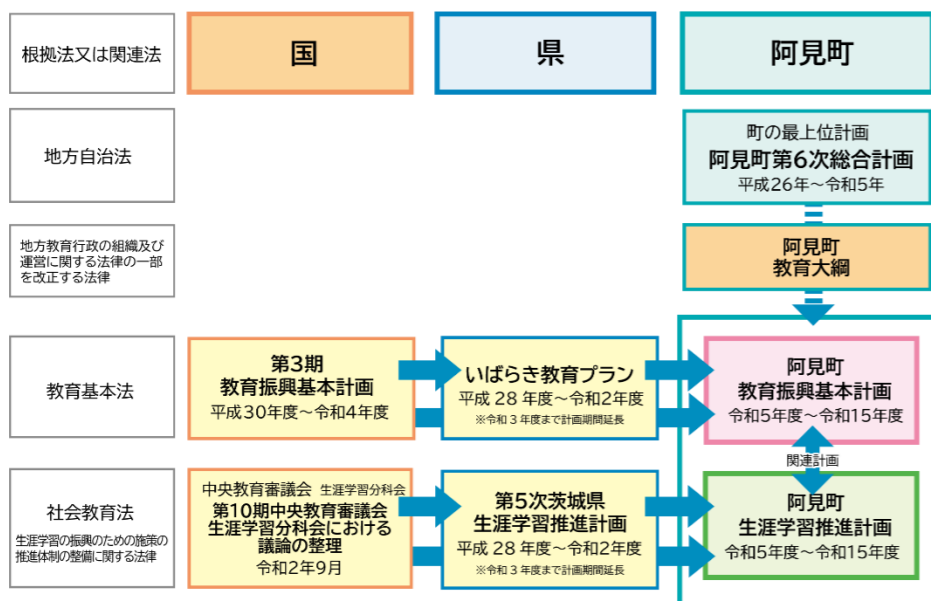 根拠法又は関連法
国
県
阿見町
地方自治法
町の最上位計画
阿見町第6次総合計画
平成26年～令和5年
地方教育行政の組織及び
運営に関する法律の一部
を改正する法律
阿見町
教育大綱
教育基本法
第3期
教育振興基本計画
平成30年度～令和4年度
いばらき教育プラン
平成 28 年度～令和2年度
※令和 3 年度まで計画期間延長
阿見町
教育振興基本計画
令和5年度～令和15年度
関連計画
社会教育法
生涯学習の振興のための施策の
推進体制の整備に関する法律
中央教育審議会 生涯学習分科会
第10期中央教育審議会
生涯学習分科会における
議論の整理
令和2年9月
第5次茨城県
生涯学習推進計画
平成 28 年度～令和2年度
※令和 3 年度まで計画期間延長
阿見町
生涯学習推進計画
令和5年度～令和15年度